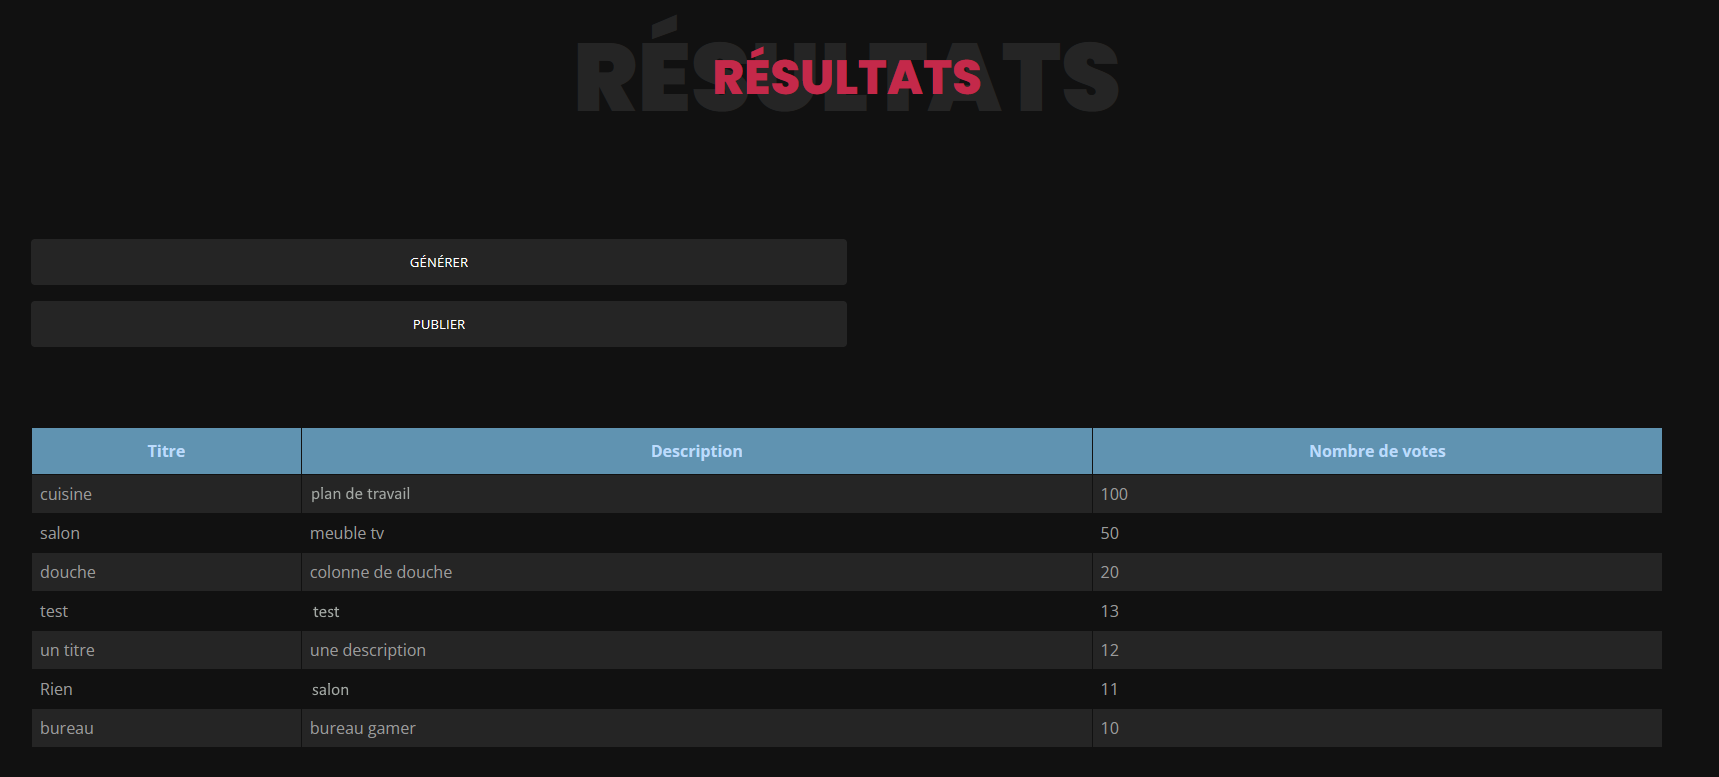 RÉSULTATS
RÉSULTATS
GÉNÉRER
PUBLIER
Titre Description Nombre de votes
cuisine plan de travail 100
salon meuble tv 50
douche colonne de douche 20
test test 13
un titre une description 12
Rien salon 11
bureau bureau gamer 10